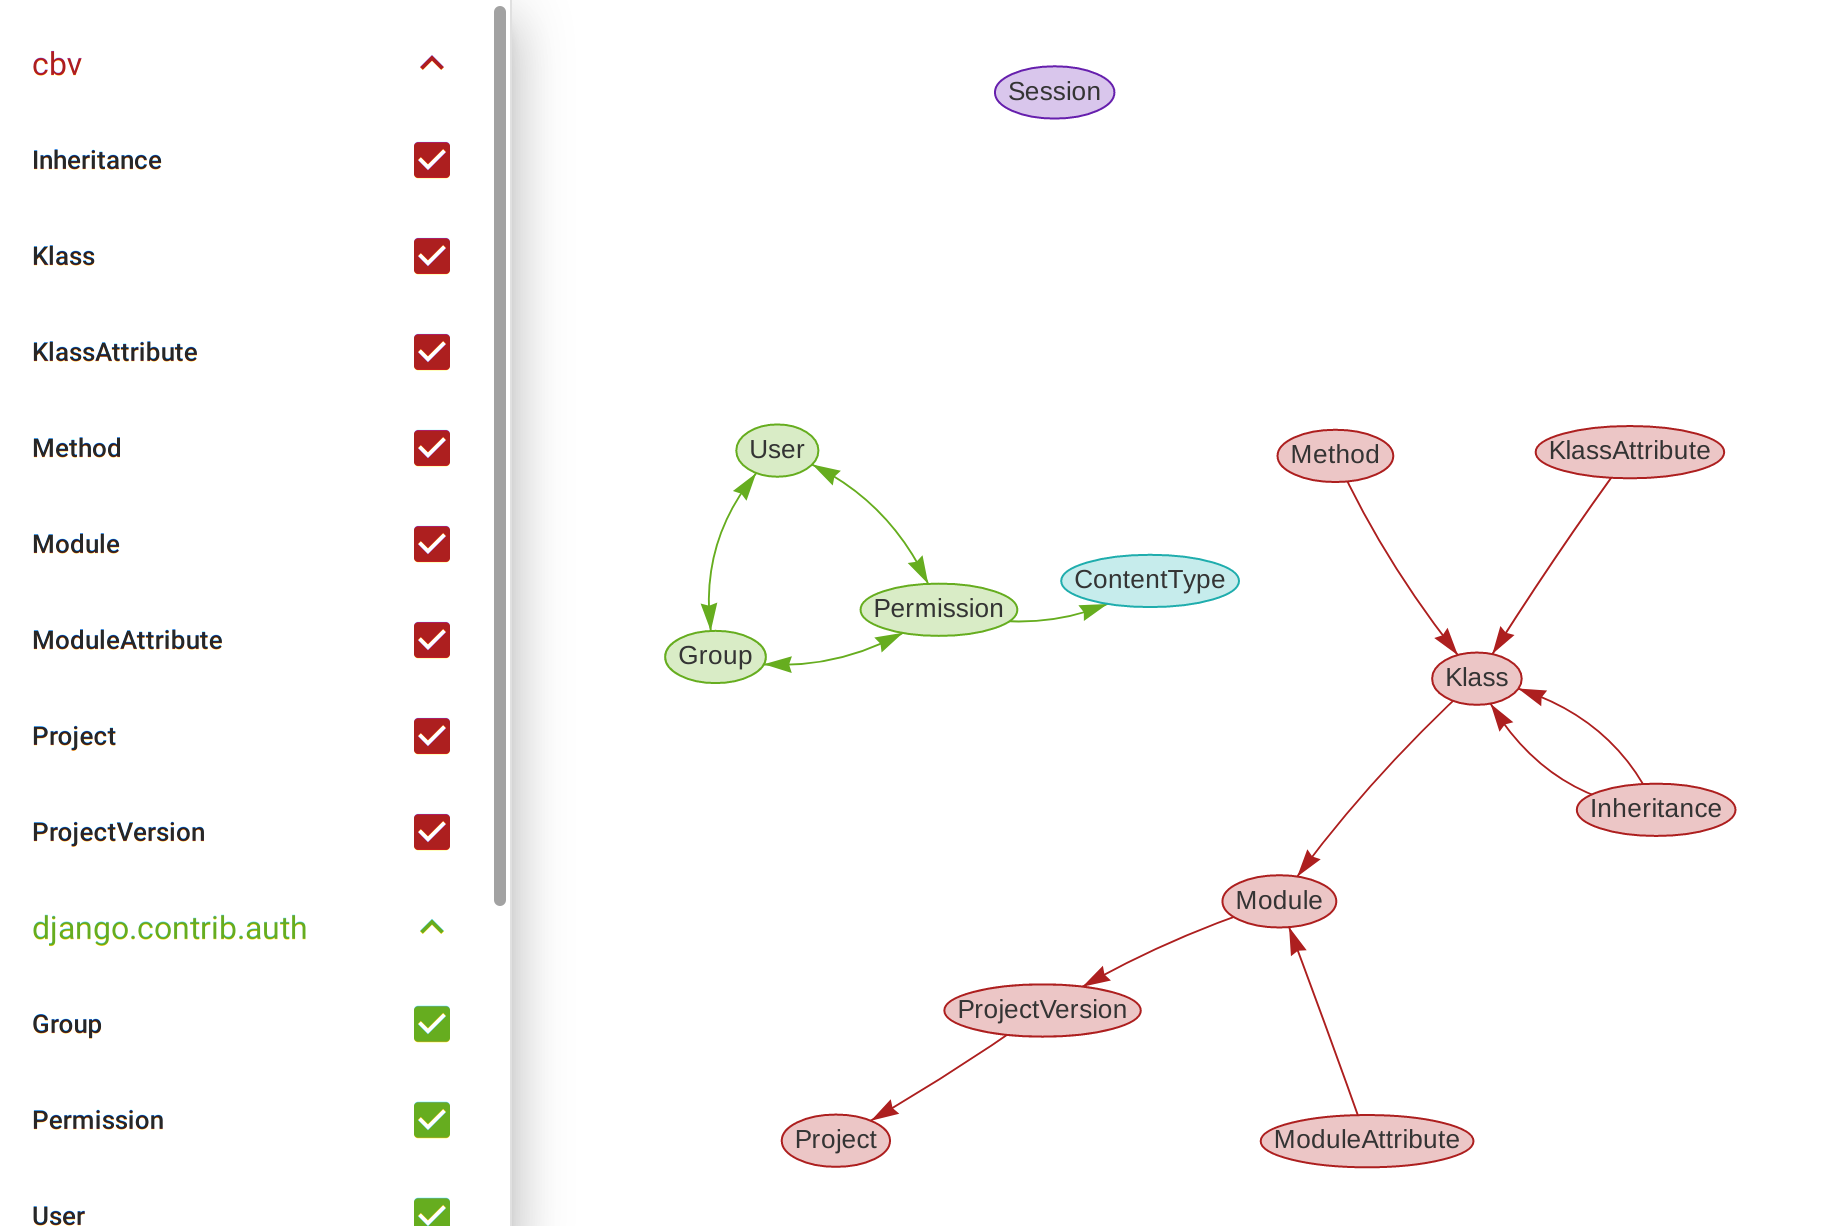 cbv
Inheritance
Klass
KlassAttribute
Method
Module
ModuleAttribute
Project
ProjectVersion
django.contrib.auth
Group
Permission
User
Session
User
Method
KlassAttribute
ContentType
Permission
Group
Klass
Inheritance
Module
ProjectVersion
Project
ModuleAttribute